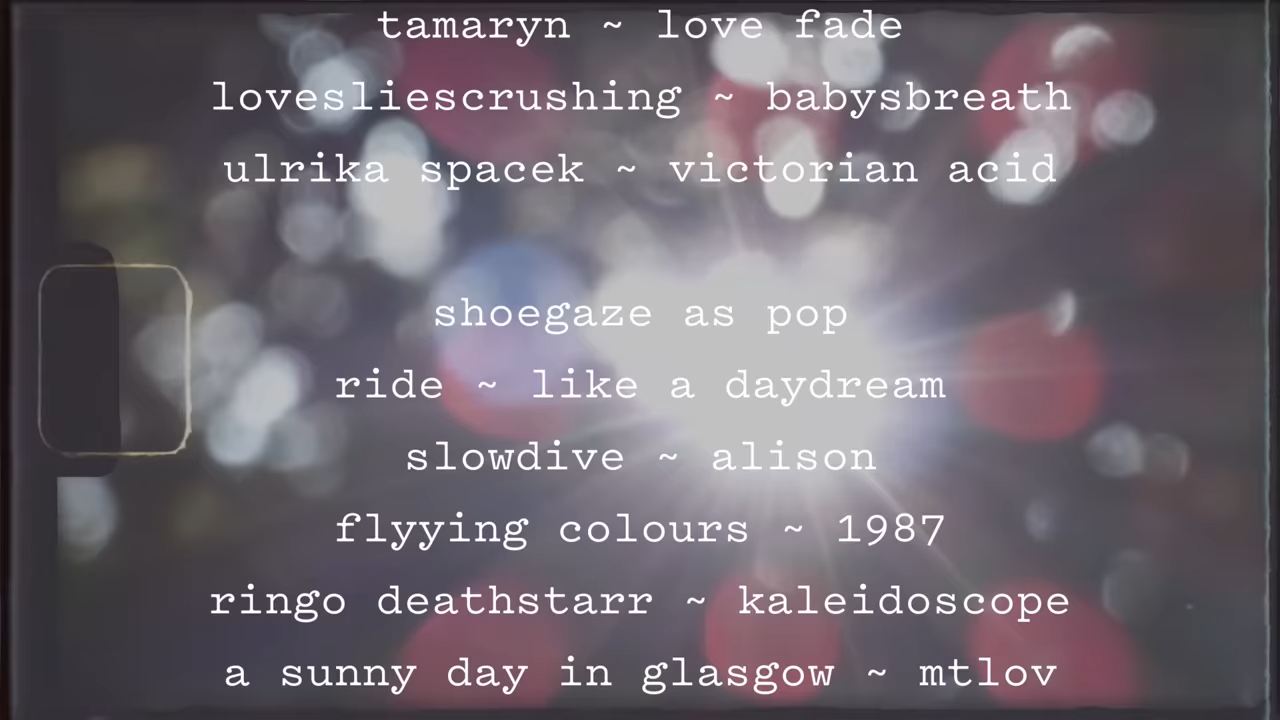 tamaryn ~ love fade
lovesliescrushing ~ babysbreath
ulrika spacek ~ victorian acid
shoegaze as pop
ride ~ like a daydream
slowdive ~ alison
flyying colours ~ 1987
ringo deathstarr ~ kaleidoscope
a sunny day in glasgow ~ mtlov